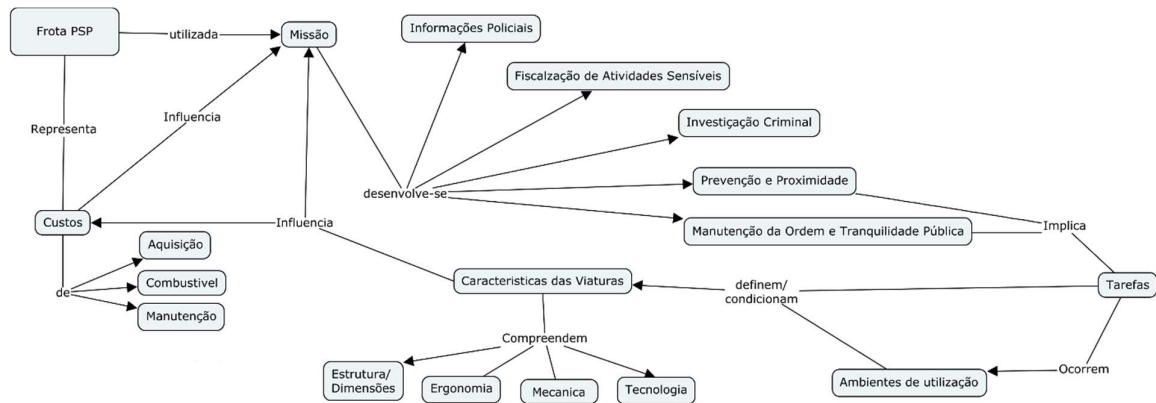 Informações Policiais
Frota PSP
utilizada
Missão
Fiscalzação de Atividades Sensíveis
Influencia
Investigação Criminal
Representa
Prevenção e Proximidade
desenvolve-se
Custos
Influencia
Manutenção da Ordem e Tranquilidade Pública
Implica
Aquisição
Combustivel
de
Manutenção
Caracteristicas das Viaturas
definem/
condicionam
Tarefas
Compreendem
Estrutura/
Dimensões
Ergonomia
Mecanica
Tecnologia
Ambientes de utilização
Ocorrem